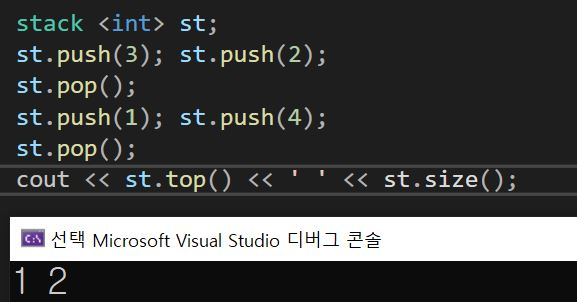 stack <int> st;
st.push(3); st.push(2);
st.pop();
st.push(1); st.push(4);
st.pop();
cout << st.top() << ' ' << st.size();
C:\ 선택 Microsoft Visual Studio 디버그 콘솔
1 2